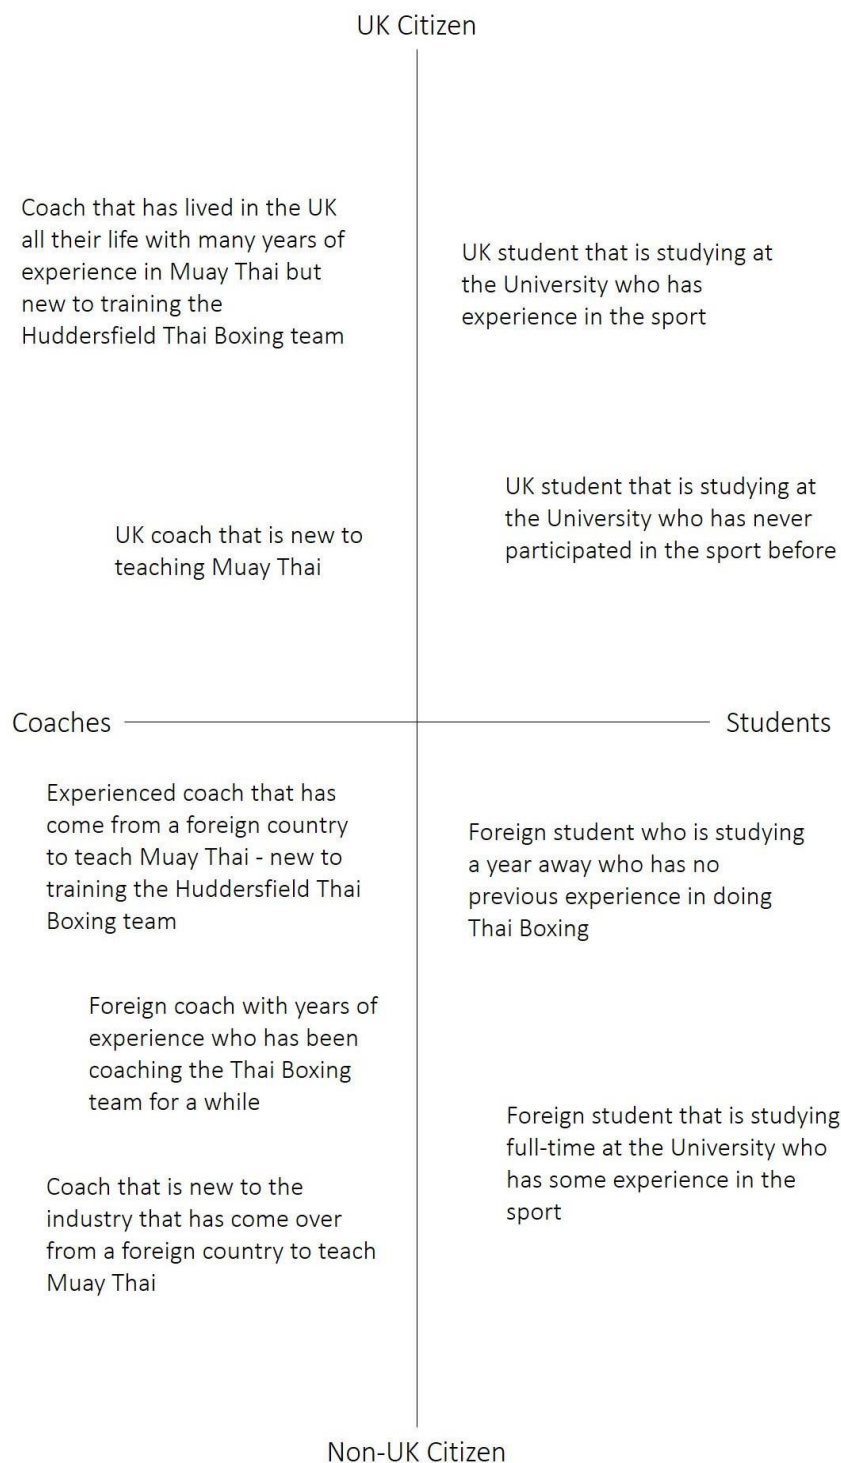 UK Citizen
Coach that has lived in the UK
all their life with many years of
experience in Muay Thai but
new to training the
Huddersfield Thai Boxing team
UK student that is studying at
the University who has
experience in the sport
UK coach that is new to
teaching Muay Thai
UK student that is studying at
the University who has never
participated in the sport before
Coaches
Students
Experienced coach that has
come from a foreign country
to teach Muay Thai - new to
training the Huddersfield Thai
Boxing team
Foreign student who is studying
a year away who has no
previous experience in doing
Thai Boxing
Foreign coach with years of
experience who has been
coaching the Thai Boxing
team for a while
Foreign student that is studying
full-time at the University who
has some experience in the
sport
Coach that is new to the
industry that has come over
from a foreign country to teach
Muay Thai
Non-UK Citizen